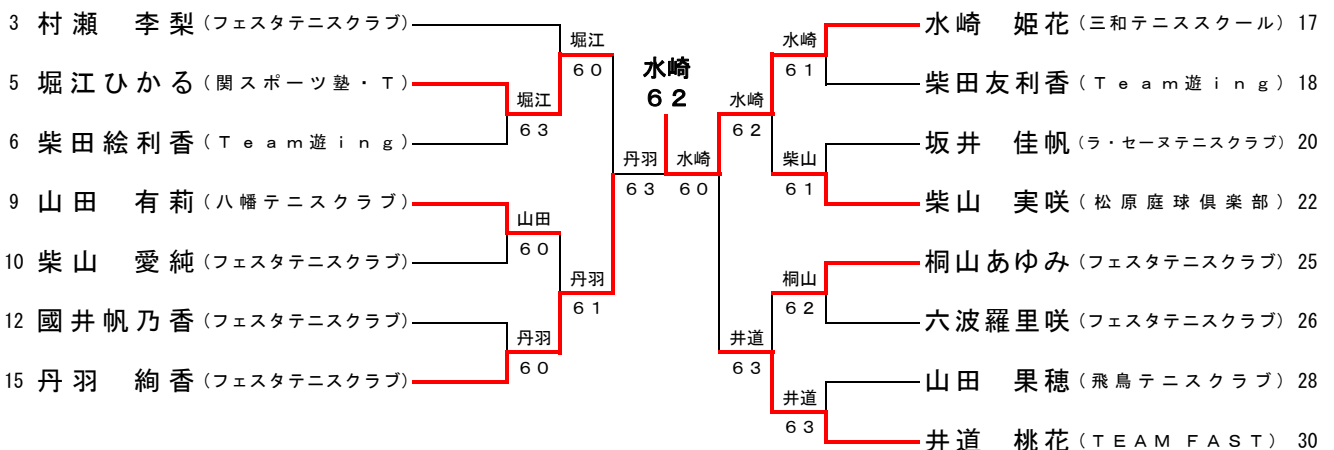 3 村瀬 李梨 (フェスタテニスクラブ)
5 堀江ひかる (関スポーツ塾・T)
6 柴田絵利香 (Team遊ing)
9 山田 有莉 (八幡テニスクラブ)
10 柴山 愛純 (フェスタテニスクラブ)
12 國井帆乃香 (フェスタテニスクラブ)
15 丹羽 絢香 (フェスタテニスクラブ)
堀江
63
山田
60
丹羽
60
堀江
60
丹羽
61
丹羽
63
水崎
62
水崎
60
水崎
62
井道
63
水崎
61
柴山
61
桐山
62
井道
63
水崎 姫花 (三和テニススクール) 17
柴田友利香 (Team遊ing) 18
坂井 佳帆 (ラ・セーヌテニスクラブ) 20
柴山 実咲 (松原庭球倶楽部) 22
桐山あゆみ (フェスタテニスクラブ) 25
六波羅里咲 (フェスタテニスクラブ) 26
山田 果穂 (飛鳥テニスクラブ) 28
井道 桃花 (TEAM FAST) 30